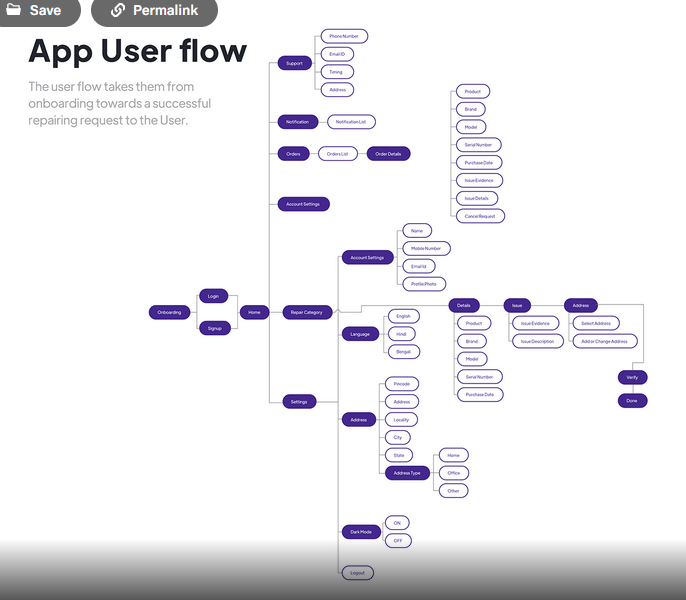 Save
Permalink
App User flow
The user flow takes them from
onboarding towards a successful
repairing request to the User.
Support
Phone Number
Email ID
Timing
Address
Notification
Notification List
Orders
Orders List
Order Details
Product
Brand
Model
Serial Number
Purchase Date
Issue Evidence
Issue Details
Cancel Request
Account Settings
Account Settings
Name
Mobile Number
Email Id
Profile Photo
Onboarding
Login
Signup
Home
Repair Category
Details
Product
Brand
Model
Serial Number
Purchase Date
Issue
Issue Evidence
Issue Description
Address
Select Address
Add or Change Address
Verify
Done
Language
English
Hindi
Bengal
Settings
Address
Pincode
Address
Locality
City
State
Address Type
Home
Office
Other
Dark Mode
ON
OFF
Logout